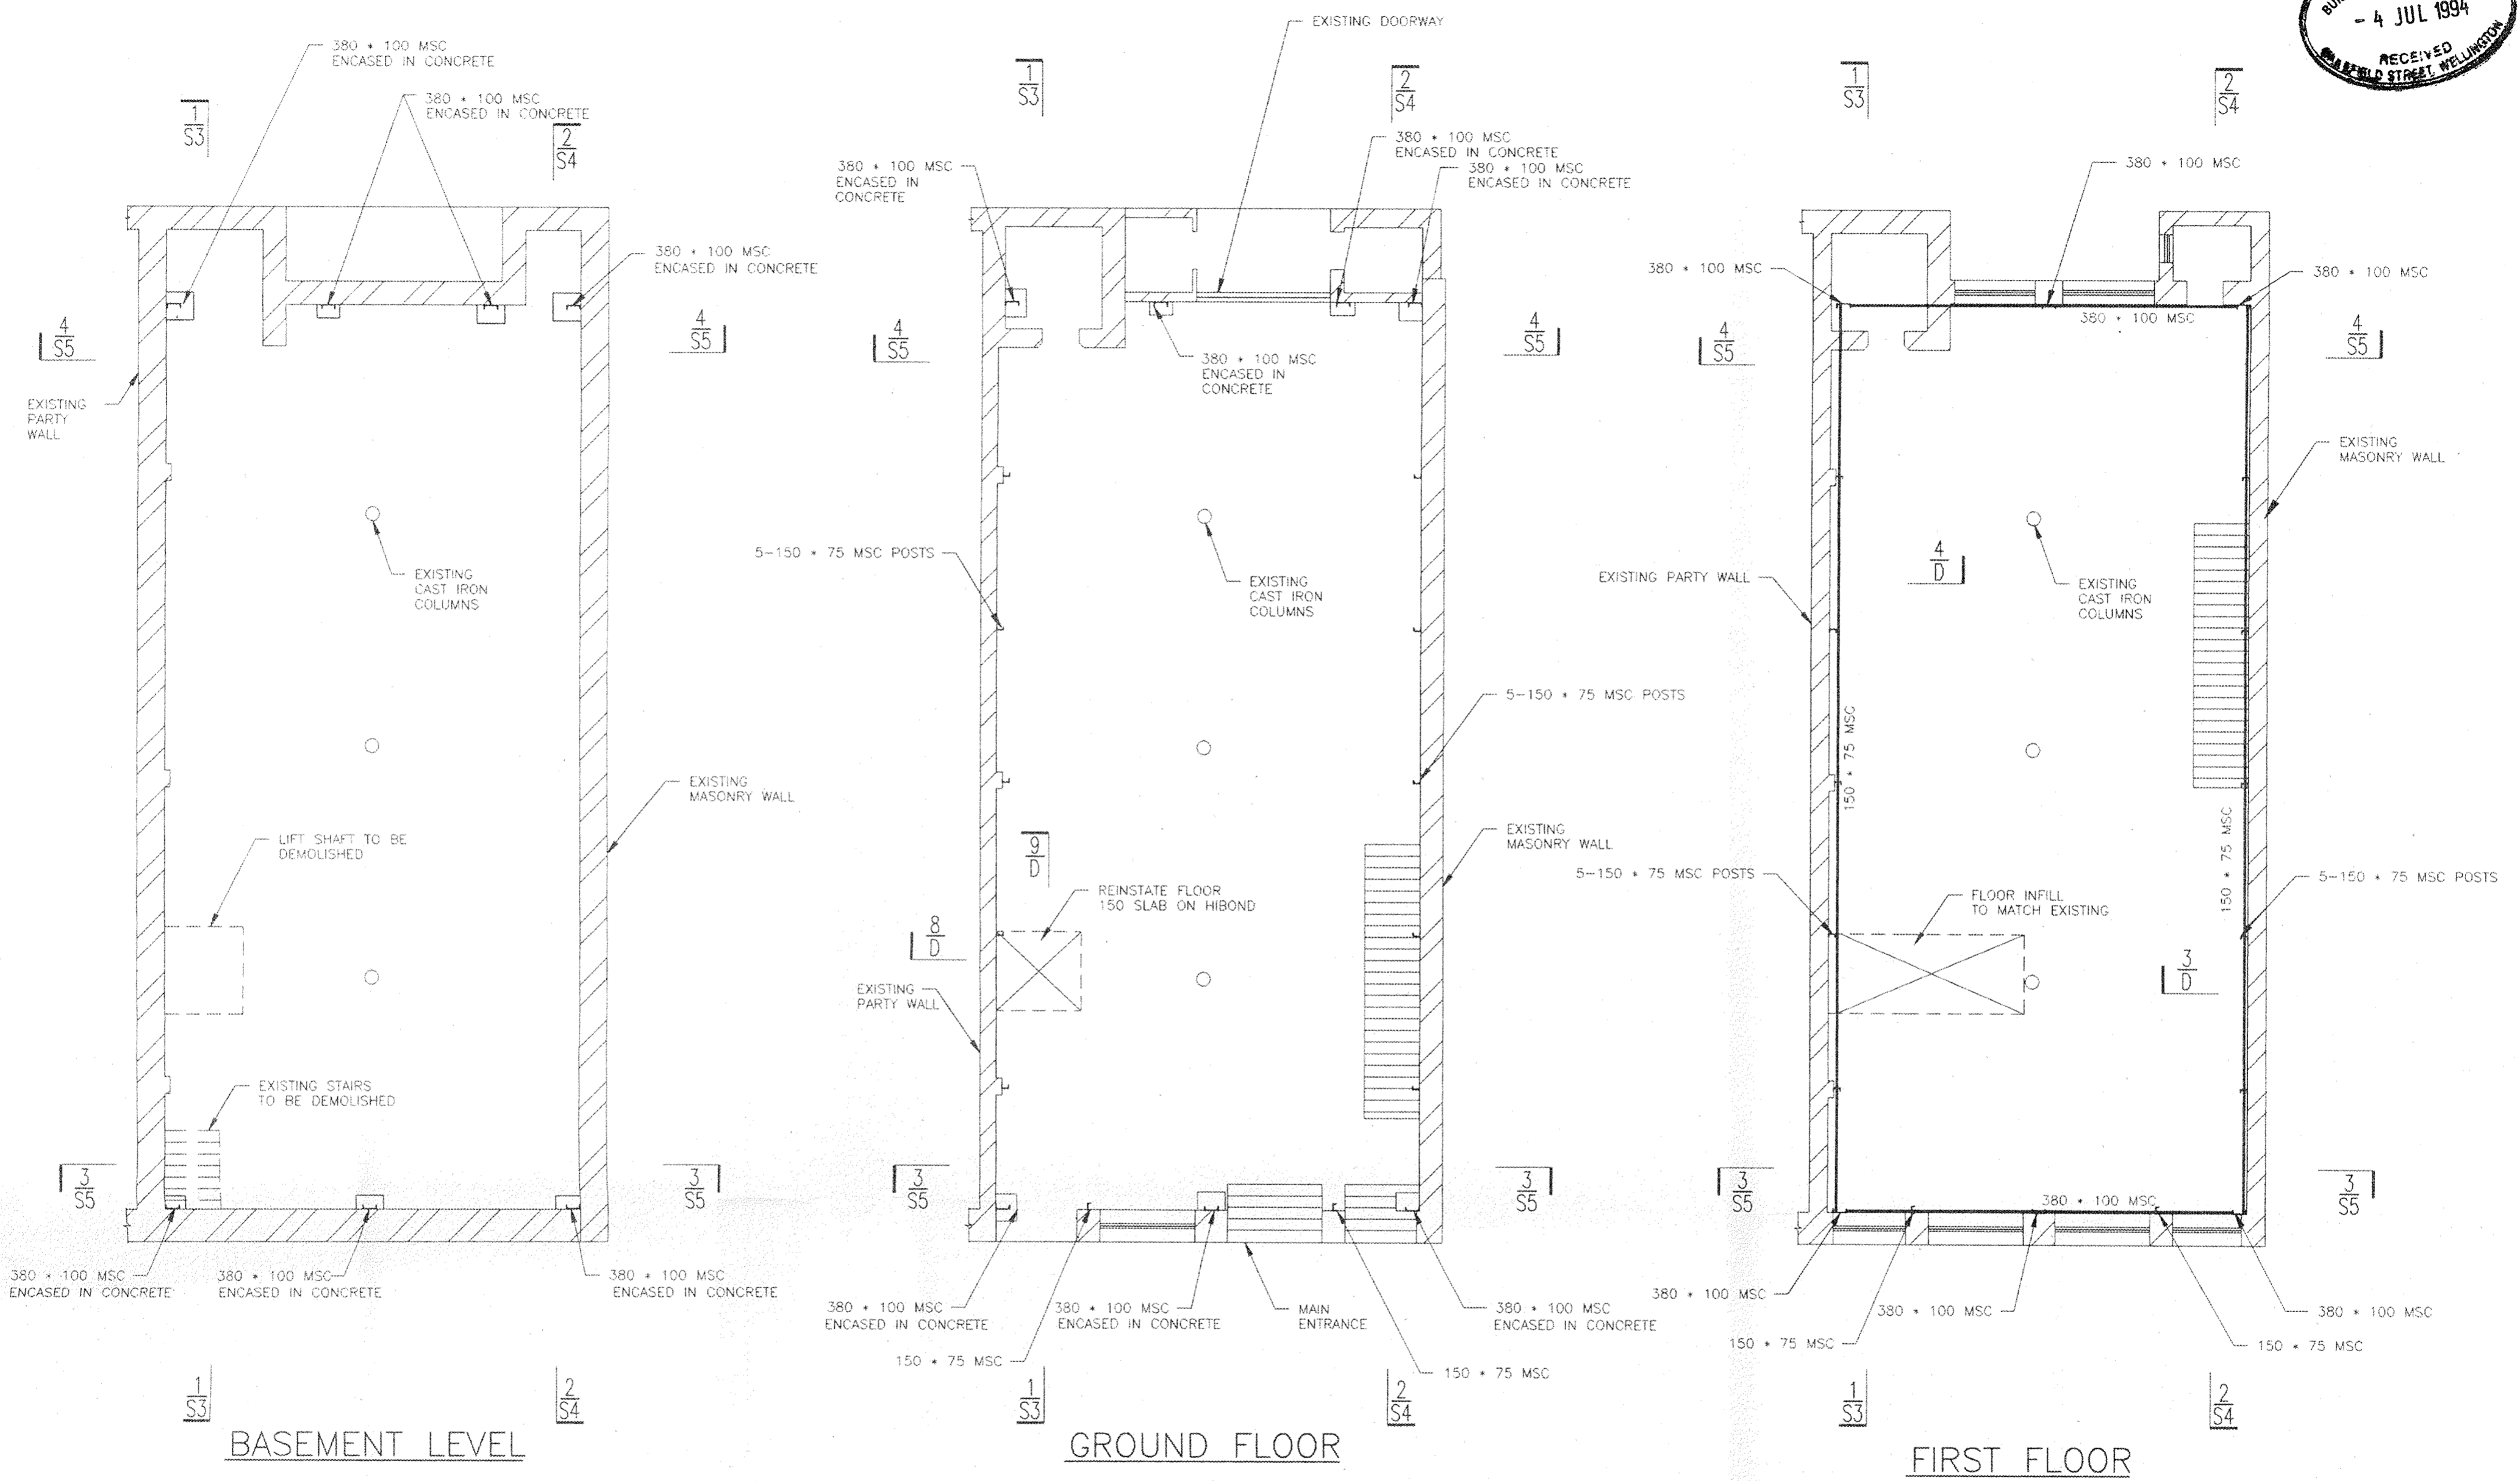 - 4 JUL 1994
RECEIVED
STREET, WELLINGTON
380 * 100 MSC
ENCASED IN CONCRETE
380 * 100 MSC
ENCASED IN CONCRETE
1
S3
2
S4
380 * 100 MSC
ENCASED IN CONCRETE
4
S5
4
S5
EXISTING
PARTY
WALL
EXISTING
CAST IRON
COLUMNS
EXISTING
MASONRY WALL
LIFT SHAFT TO BE
DEMOLISHED
EXISTING STAIRS
TO BE DEMOLISHED
3
S5
3
S5
380 * 100 MSC
ENCASED IN CONCRETE
380 * 100 MSC
ENCASED IN CONCRETE
380 * 100 MSC
ENCASED IN CONCRETE
1
S3
2
S4
BASEMENT LEVEL
EXISTING DOORWAY
1
S3
2
S4
380 * 100 MSC
ENCASED IN
CONCRETE
380 * 100 MSC
ENCASED IN CONCRETE
380 * 100 MSC
ENCASED IN CONCRETE
4
S5
4
S5
380 * 100 MSC
ENCASED IN
CONCRETE
5-150 * 75 MSC POSTS
EXISTING
CAST IRON
COLUMNS
5-150 * 75 MSC POSTS
9
D
EXISTING
MASONRY WALL
REINSTATE FLOOR
150 SLAB ON HIBOND
8
D
EXISTING
PARTY WALL
3
S5
3
S5
380 * 100 MSC
ENCASED IN CONCRETE
380 * 100 MSC
ENCASED IN CONCRETE
MAIN
ENTRANCE
380 * 100 MSC
ENCASED IN CONCRETE
150 * 75 MSC
150 * 75 MSC
1
S3
2
S4
GROUND FLOOR
1
S3
2
S4
380 * 100 MSC
380 * 100 MSC
380 * 100 MSC
380 * 100 MSC
4
S5
4
S5
EXISTING
MASONRY WALL
4
D
EXISTING PARTY WALL
EXISTING
CAST IRON
COLUMNS
150 * 75 MSC
150 * 75 MSC
5-150 * 75 MSC POSTS
5-150 * 75 MSC POSTS
FLOOR INFILL
TO MATCH EXISTING
3
D
3
S5
3
S5
380 * 100 MSC
380 * 100 MSC
380 * 100 MSC
380 * 100 MSC
150 * 75 MSC
150 * 75 MSC
1
S3
2
S4
FIRST FLOOR